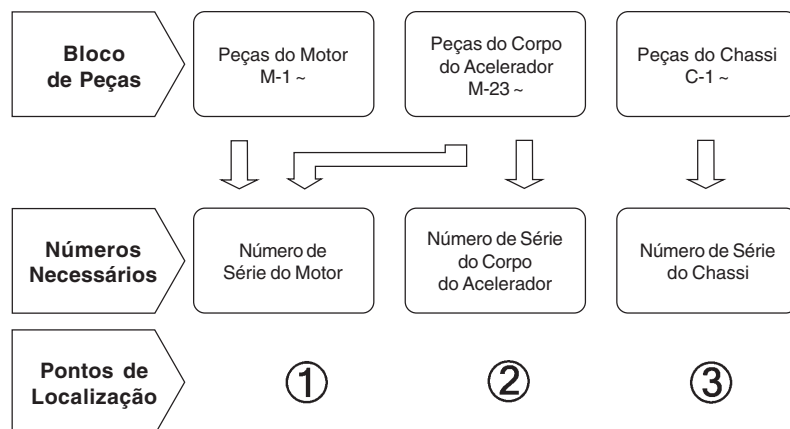 Bloco
de Peças
Peças do Motor
M-1 ~
Peças do Corpo
do Acelerador
M-23 ~
Peças do Chassi
C-1 ~
Números
Necessários
Número de
Série do Motor
Número de Série
do Corpo
do Acelerador
Número de Série
do Chassi
Pontos de
Localização
①
②
③